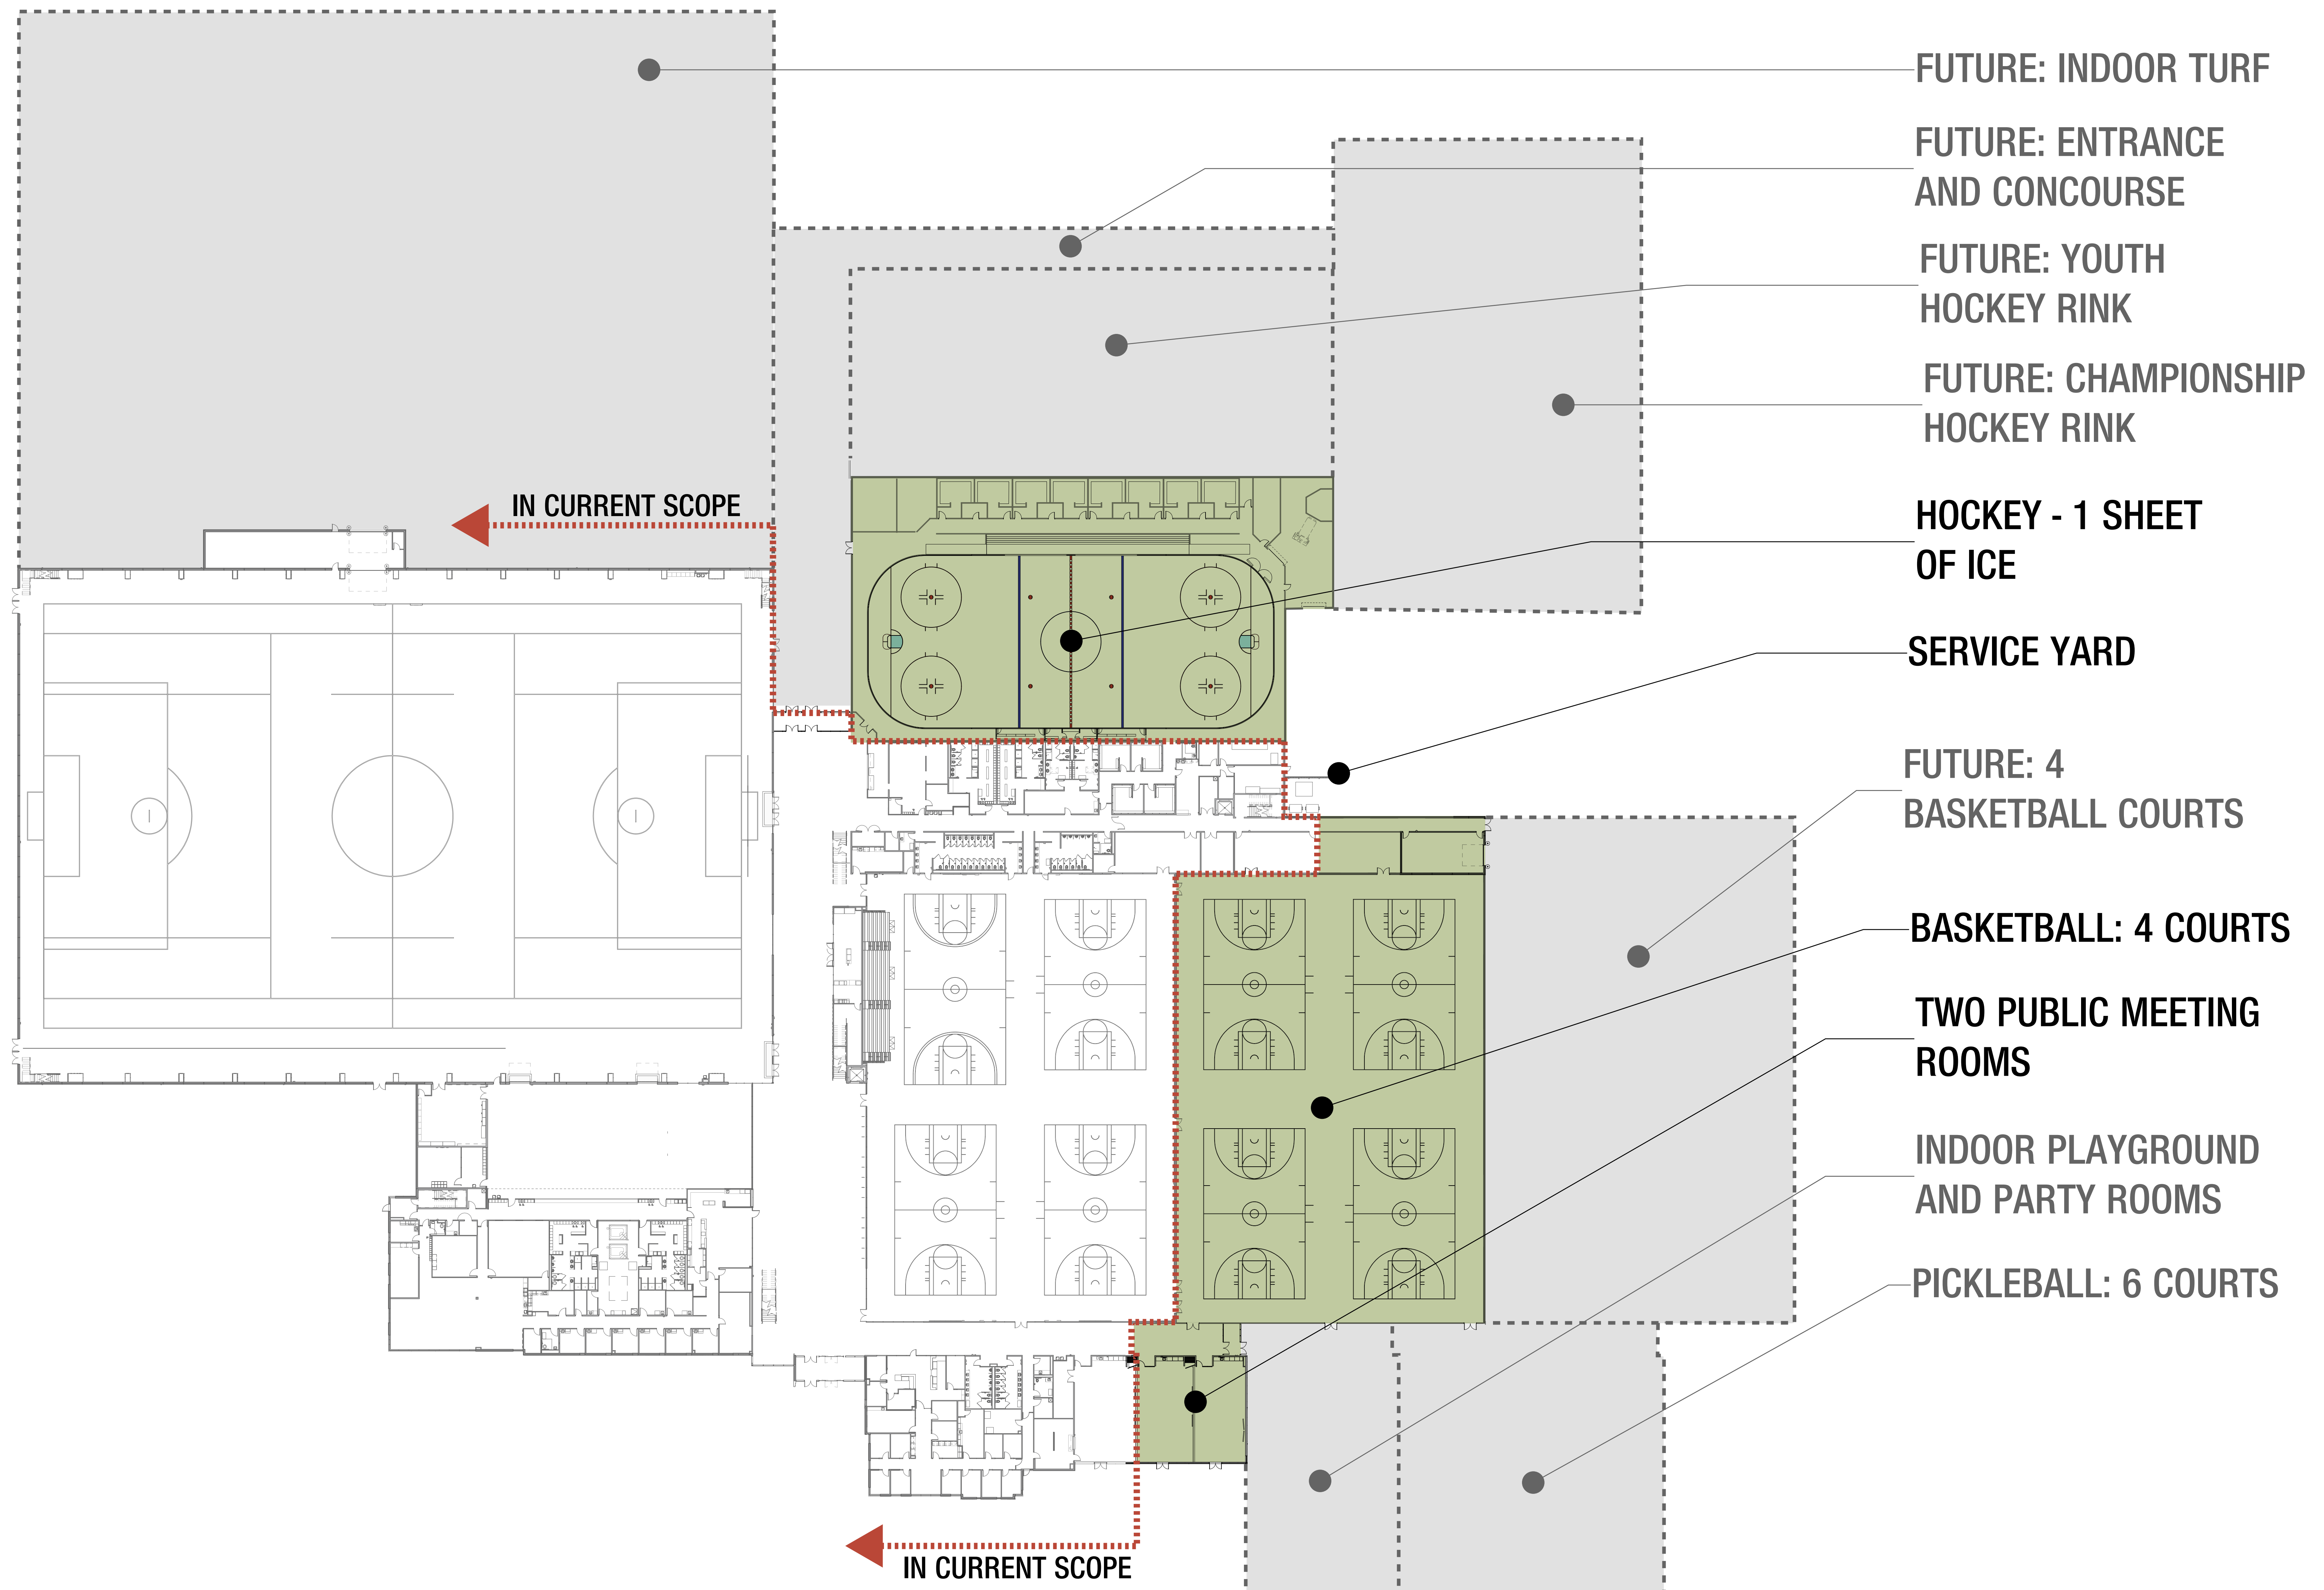 FUTURE: INDOOR TURF
FUTURE: ENTRANCE
AND CONCOURSE
FUTURE: YOUTH
HOCKEY RINK
FUTURE: CHAMPIONSHIP
HOCKEY RINK
IN CURRENT SCOPE
HOCKEY - 1 SHEET
OF ICE
SERVICE YARD
FUTURE: 4
BASKETBALL COURTS
BASKETBALL: 4 COURTS
TWO PUBLIC MEETING
ROOMS
INDOOR PLAYGROUND
AND PARTY ROOMS
PICKLEBALL: 6 COURTS
IN CURRENT SCOPE